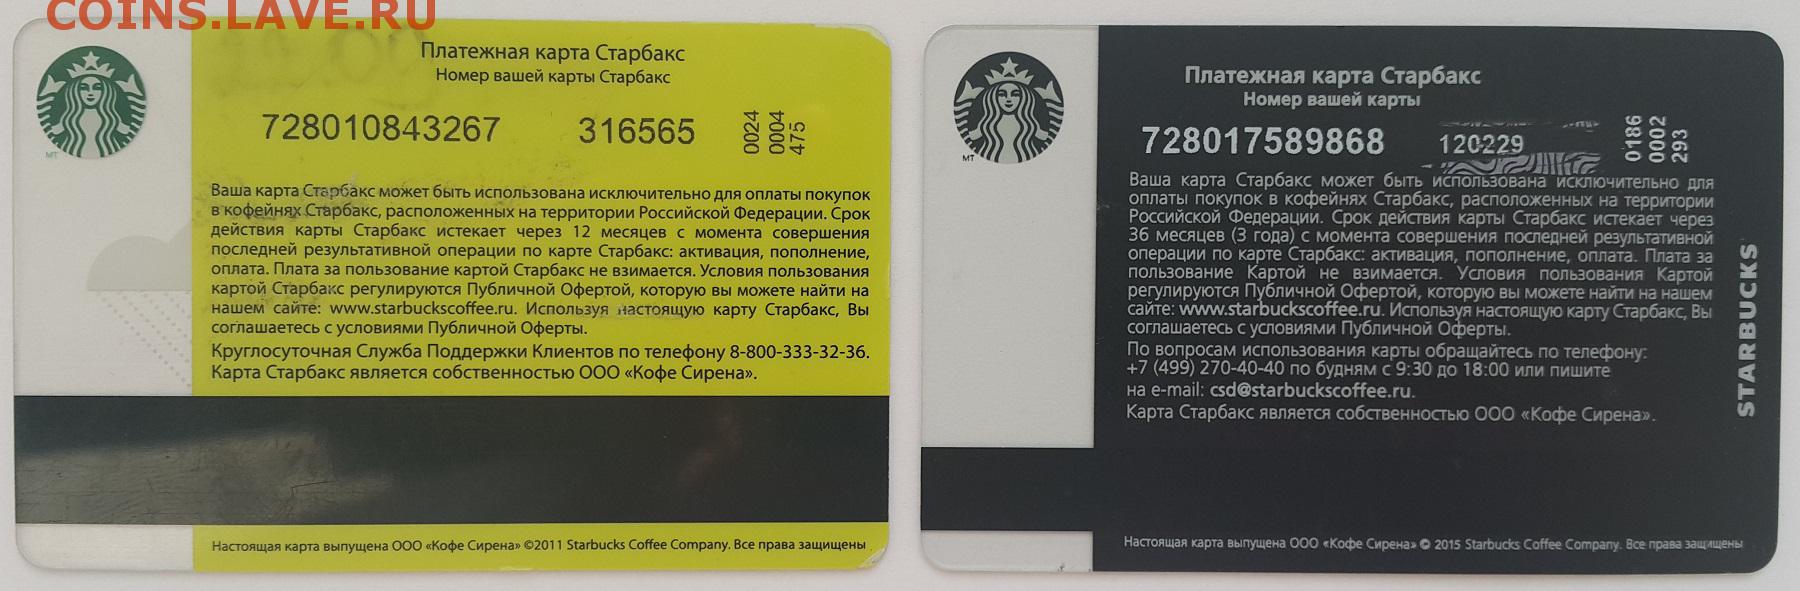 COINS.LAVE.RU
Платежная карта Старбакс
Номер вашей карты Старбакс
728010843267 316565
0024
0004
475
МТ
Ваша карта Старбакс может быть использована исключительно для оплаты покупок
в кофейнях Старбакс, расположенных на территории Российской Федерации. Срок
действия карты Старбакс истекает через 12 месяцев с момента совершения
последней результативной операции по карте Старбакс: активация, пополнение,
оплата. Плата за пользование картой Старбакс не взимается. Условия пользования
картой Старбакс регулируются Публичной Офертой, которую вы можете найти на
нашем сайте: www.starbuckscoffee.ru. Используя настоящую карту Старбакс, Вы
соглашаетесь с условиями Публичной Оферты.
Круглосуточная Служба Поддержки Клиентов по телефону 8-800-333-32-36.
Карта Старбакс является собственностью ООО «Кофе Сирена».
Настоящая карта выпущена ООО «Кофе Сирена» ©2011 Starbucks Coffee Company. Все права защищены
Платежная карта Старбакс
Номер вашей карты
728017589868 120229
0186
0002
293
МТ
Ваша карта Старбакс может быть использована исключительно для
оплаты покупок в кофейнях Старбакс, расположенных на территории
Российской Федерации. Срок действия карты Старбакс истекает через
36 месяцев (3 года) с момента совершения последней результативной
операции по карте Старбакс: активация, пополнение, оплата. Плата за
пользование Картой не взимается. Условия пользования Картой
регулируются Публичной Офертой, которую вы можете найти на нашем
сайте: www.starbuckscoffee.ru. Используя настоящую карту Старбакс, Вы
соглашаетесь с условиями Публичной Оферты.
По вопросам использования карты обращайтесь по телефону:
+7 (499) 270-40-40 по будням с 9:30 до 18:00 или пишите
на e-mail: csd@starbuckscoffee.ru.
Карта Старбакс является собственностью ООО «Кофе Сирена».
STARBUCKS
Настоящая карта выпущена ООО «Кофе Сирена» © 2015 Starbucks Coffee Company. Все права защищены